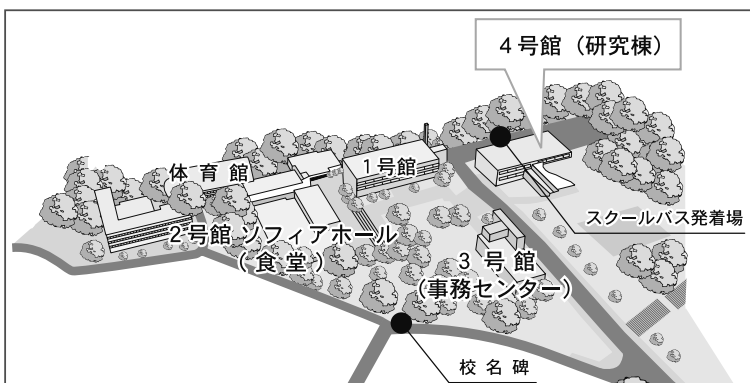 4号館（研究棟）
体育館
1号館
スクールバス発着場
2号館 ソフィアホール
（食堂）
3号館
（事務センター）
校名碑